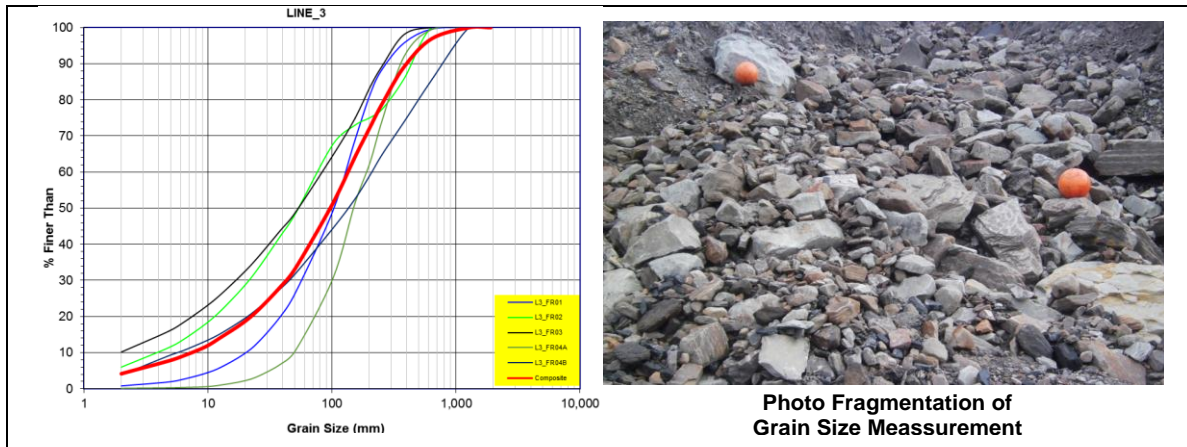 LINE_3
100
90
80
70
60
50
40
30
20
10
0
% Finer Than
L3_FR01
L3_FR02
L3_FR03
L3_FR04A
L3_FR04B
Composite
1
10
100
1,000
10,000
Grain Size (mm)
Photo Fragmentation of
Grain Size Meassurement